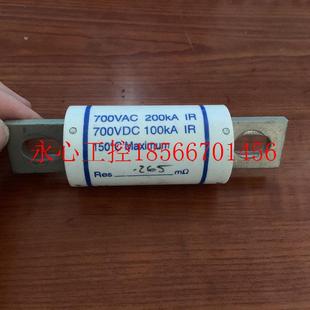 700VAC 200kA IR
700VDC 100kA IR
150°C Maximum
永心工控18566701456
Res .265 mΩ